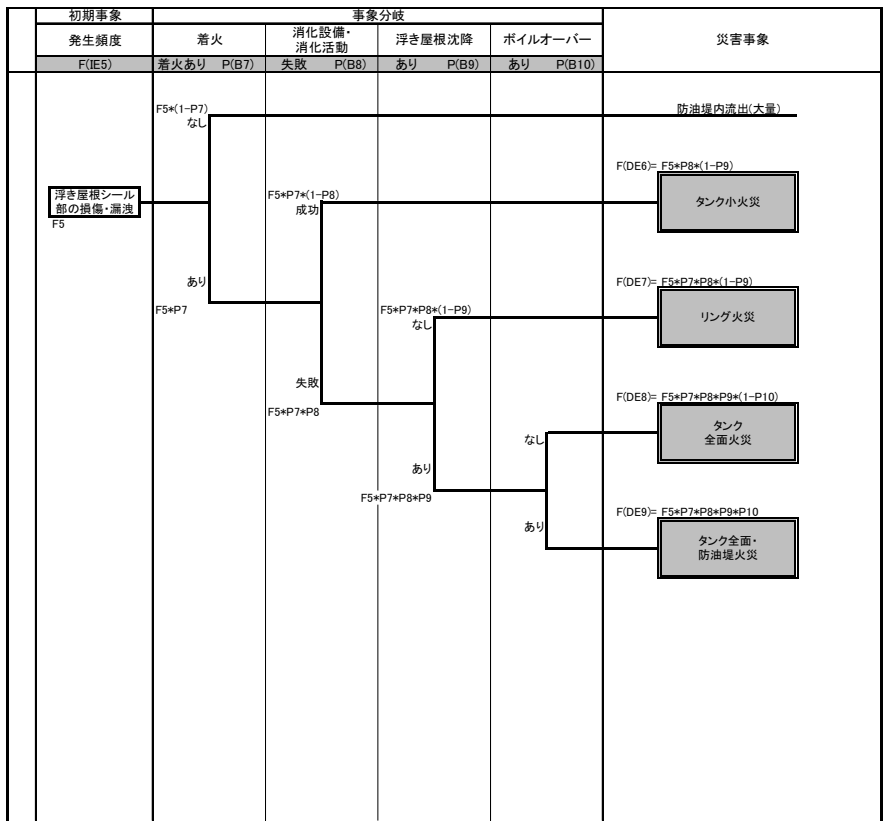 初期事象
事象分岐
発生頻度
着火
消化設備・
消化活動
浮き屋根沈降
ボイルオーバー
災害事象
F(IE5)
着火あり P(B7)
失敗 P(B8)
あり P(B9)
あり P(B10)
F5*(1-P7)
なし
防油堤内流出(大量)
F(DE6)= F5*P8*(1-P9)
浮き屋根シール
部の損傷・漏洩
F5
F5*P7*(1-P8)
成功
タンク小火災
あり
F5*P7
F(DE7)= F5*P7*P8*(1-P9)
F5*P7*P8*(1-P9)
なし
リング火災
失敗
F5*P7*P8
F(DE8)= F5*P7*P8*P9*(1-P10)
なし
タンク
全面火災
あり
F5*P7*P8*P9
F(DE9)= F5*P7*P8*P9*P10
あり
タンク全面・
防油堤火災